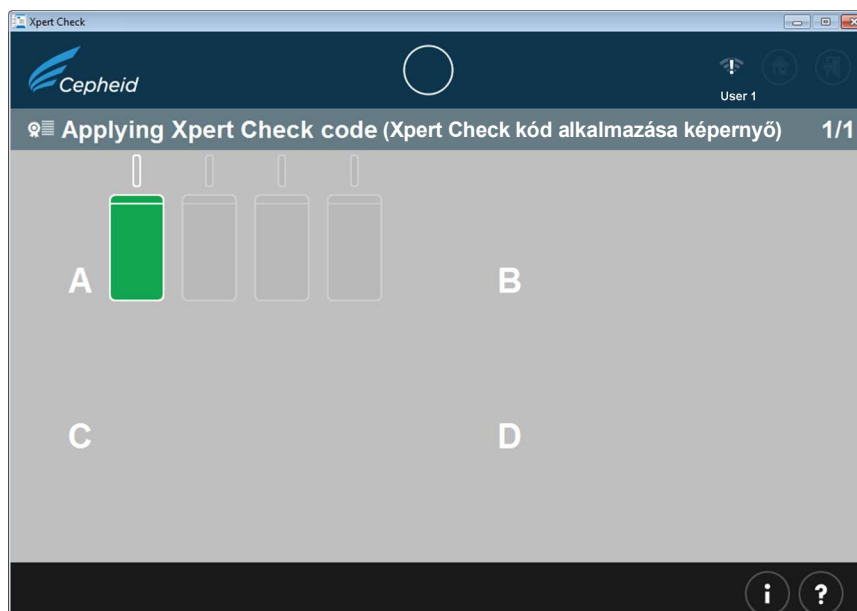 Xpert Check
Cepheid
User 1
Applying Xpert Check code (Xpert Check kód alkalmazása képernyő) 1/1
A
B
C
D
i ?